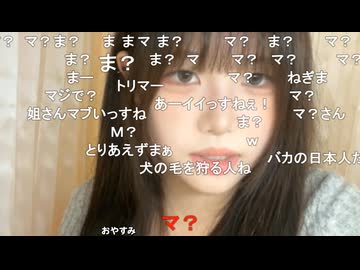 マ？ マ？ま？ ま まマ ま？ マ？ ま？ マ？
ま？ ま？ ま？ マ マ？ マ？ マ？
まー トリマー マ？ ねぎま
マジで？ あーイイっすねぇ！ マ？
姐さんマブいっすね ま？ マ？さん
M？ w
とりあえずまぁ バカの日本人だ
犬の毛を狩る人ね
おやすみ マ？